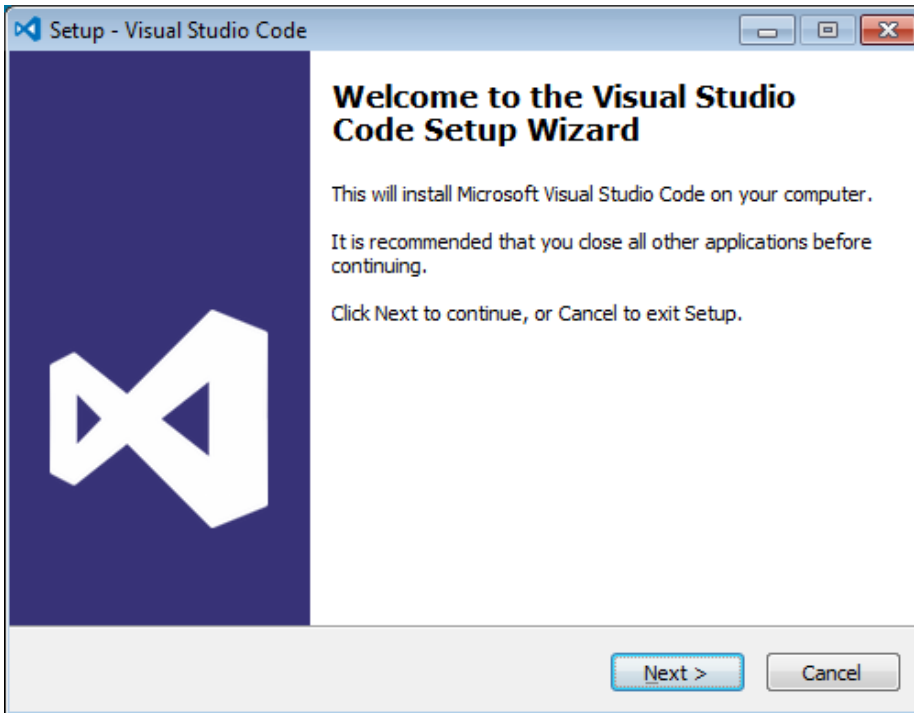 Setup - Visual Studio Code
Welcome to the Visual Studio
Code Setup Wizard
This will install Microsoft Visual Studio Code on your computer.
It is recommended that you close all other applications before
continuing.
Click Next to continue, or Cancel to exit Setup.
Next >
Cancel